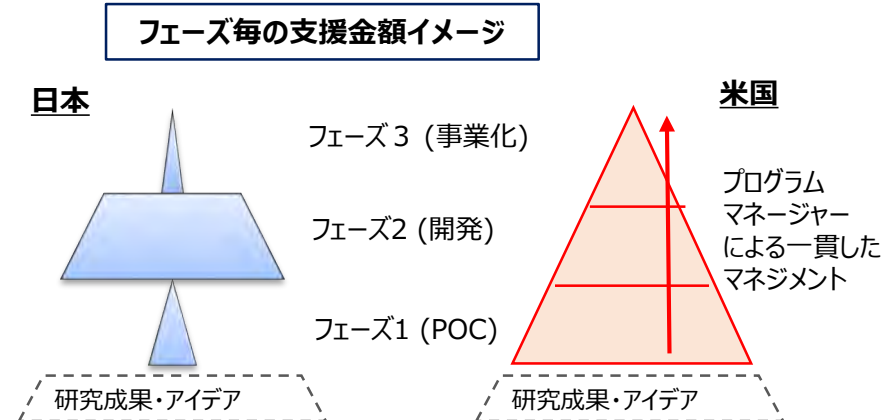 フェーズ毎の支援金額イメージ
日本
米国
フェーズ３ (事業化)
フェーズ2 (開発)
フェーズ1 (POC)
プログラム
マネージャー
による一貫した
マネジメント
研究成果・アイデア
研究成果・アイデア